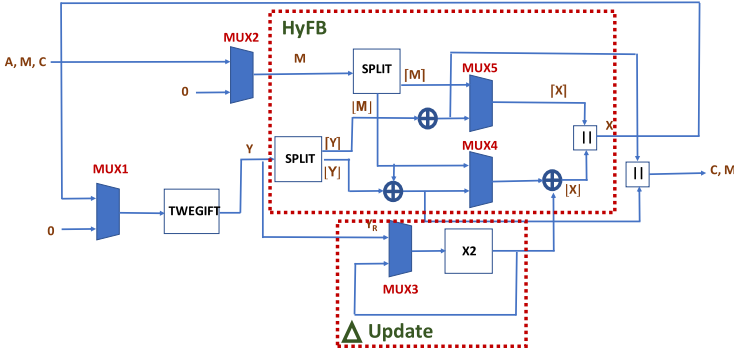 HyFB
MUX2
A, M, C
M
SPLIT
⌈M⌉
MUX5
⌈X⌉
0
⌊M⌋
X
||
Y
SPLIT
⌈Y⌉
⌊Y⌋
MUX4
||
C, M
⌊X⌋
MUX1
TWEGIFT
0
Y_R
X2
MUX3
Δ Update